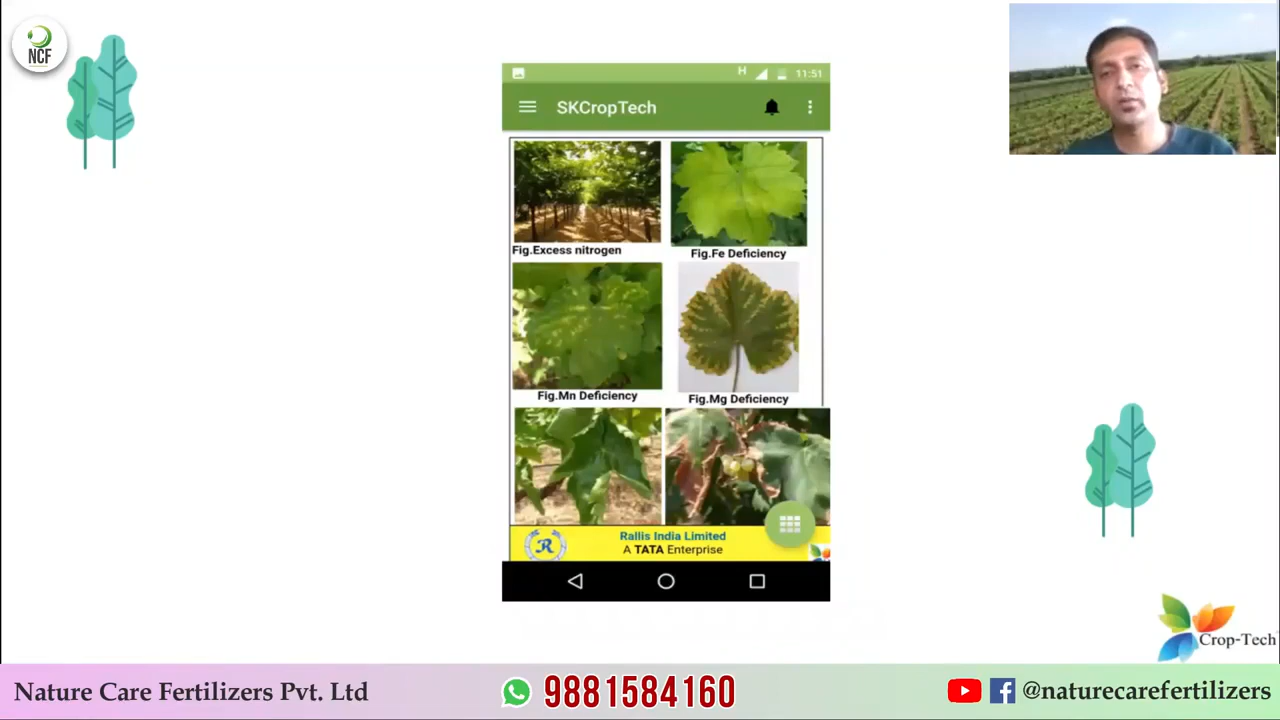 NCF
H 11:51
SKCropTech
Fig.Excess nitrogen
Fig.Fe Deficiency
Fig.Mn Deficiency
Fig.Mg Deficiency
R
Rallis India Limited
A TATA Enterprise
Crop-Tech
Nature Care Fertilizers Pvt. Ltd
9881584160
@naturecarefertilizers